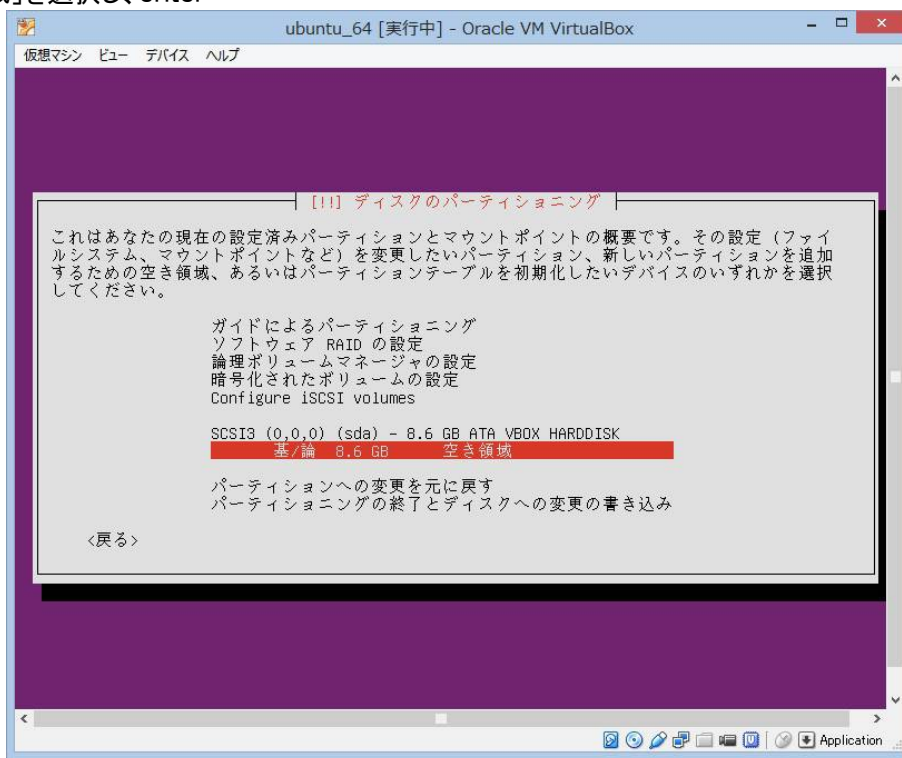 を選択し、enter
ubuntu_64 [実行中] - Oracle VM VirtualBox
仮想マシン ビュー デバイス ヘルプ
[!!] ディスクのパーティショニング
これはあなたの現在の設定済みパーティションとマウントポイントの概要です。その設定 (ファイ
ルシステム、マウントポイントなど) を変更したいパーティション、新しいパーティションを追加
するための空き領域、あるいはパーティションテーブルを初期化したいデバイスのいずれかを選択
してください。
ガイドによるパーティショニング
ソフトウェア RAID の設定
論理ボリュームマネージャの設定
暗号化されたボリュームの設定
Configure iSCSI volumes
SCSI3 (0,0,0) (sda) - 8.6 GB ATA VBOX HARDDISK
基/論 8.6 GB 空き領域
パーティションへの変更を元に戻す
パーティショニングの終了とディスクへの変更の書き込み
<戻る>
Application